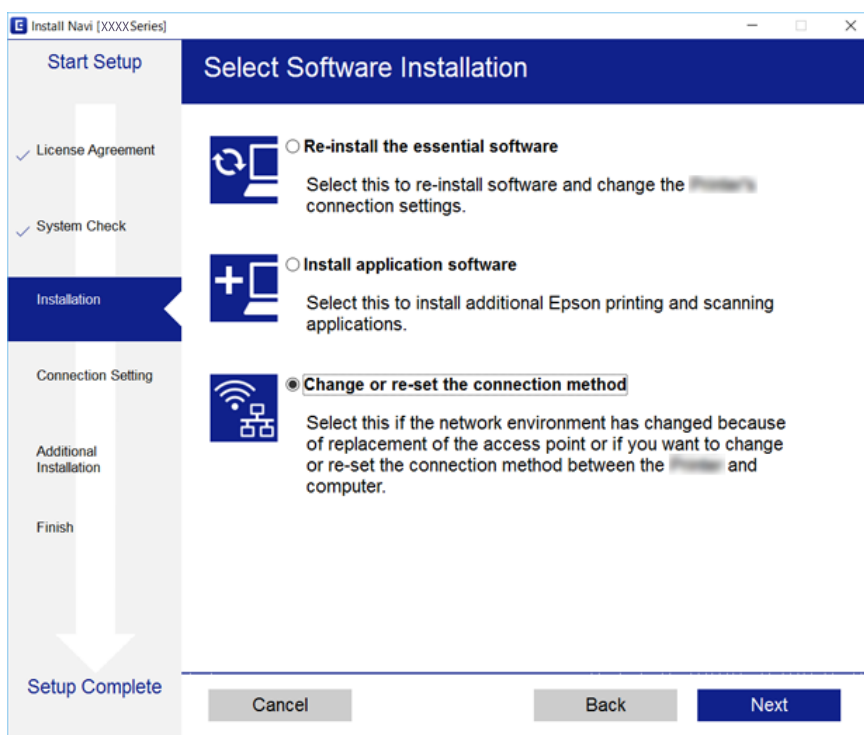 Install Navi [XXXX Series]
Start Setup
License Agreement
System Check
Installation
Connection Setting
Additional
Installation
Finish
Setup Complete
Select Software Installation
Re-install the essential software
Select this to re-install software and change the
connection settings.
Install application software
Select this to install additional Epson printing and scanning
applications.
Change or re-set the connection method
Select this if the network environment has changed because
of replacement of the access point or if you want to change
or re-set the connection method between the and
computer.
Cancel
Back
Next